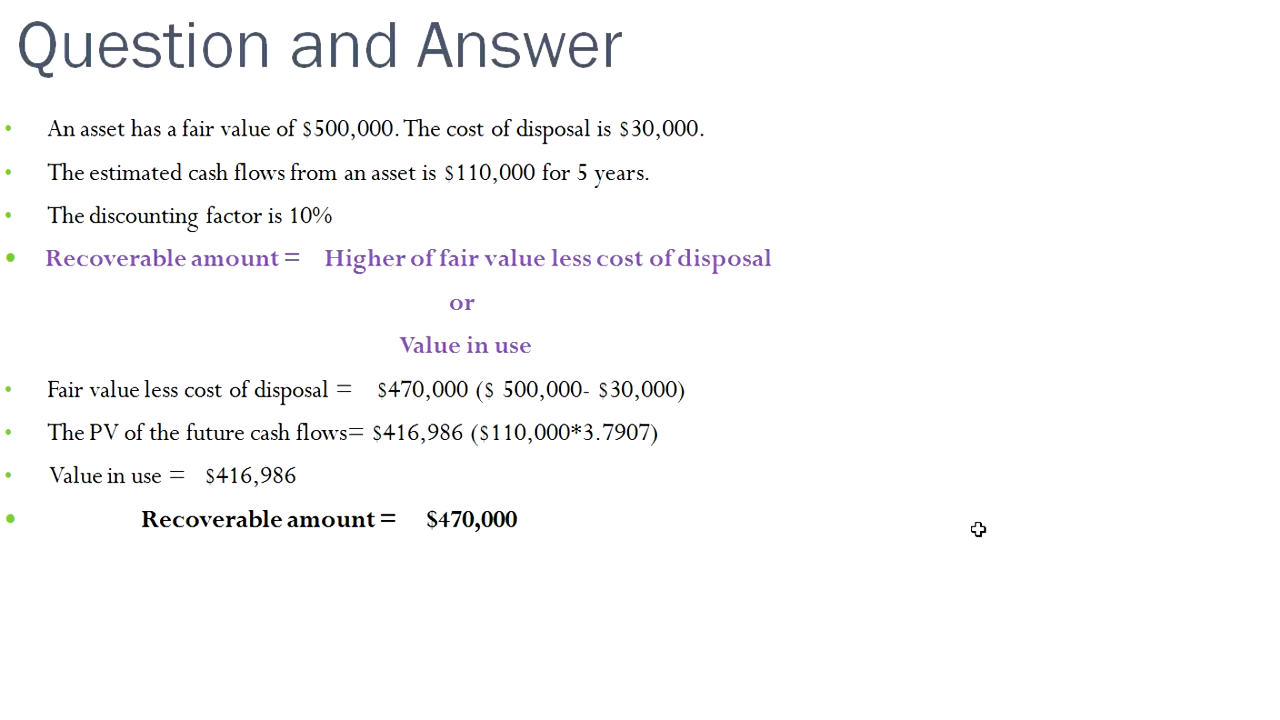 Question and Answer
• An asset has a fair value of $500,000. The cost of disposal is $30,000.
• The estimated cash flows from an asset is $110,000 for 5 years.
• The discounting factor is 10%
• Recoverable amount = Higher of fair value less cost of disposal
or
Value in use
• Fair value less cost of disposal = $470,000 ($ 500,000- $30,000)
• The PV of the future cash flows= $416,986 ($110,000*3.7907)
• Value in use = $416,986
• Recoverable amount = $470,000